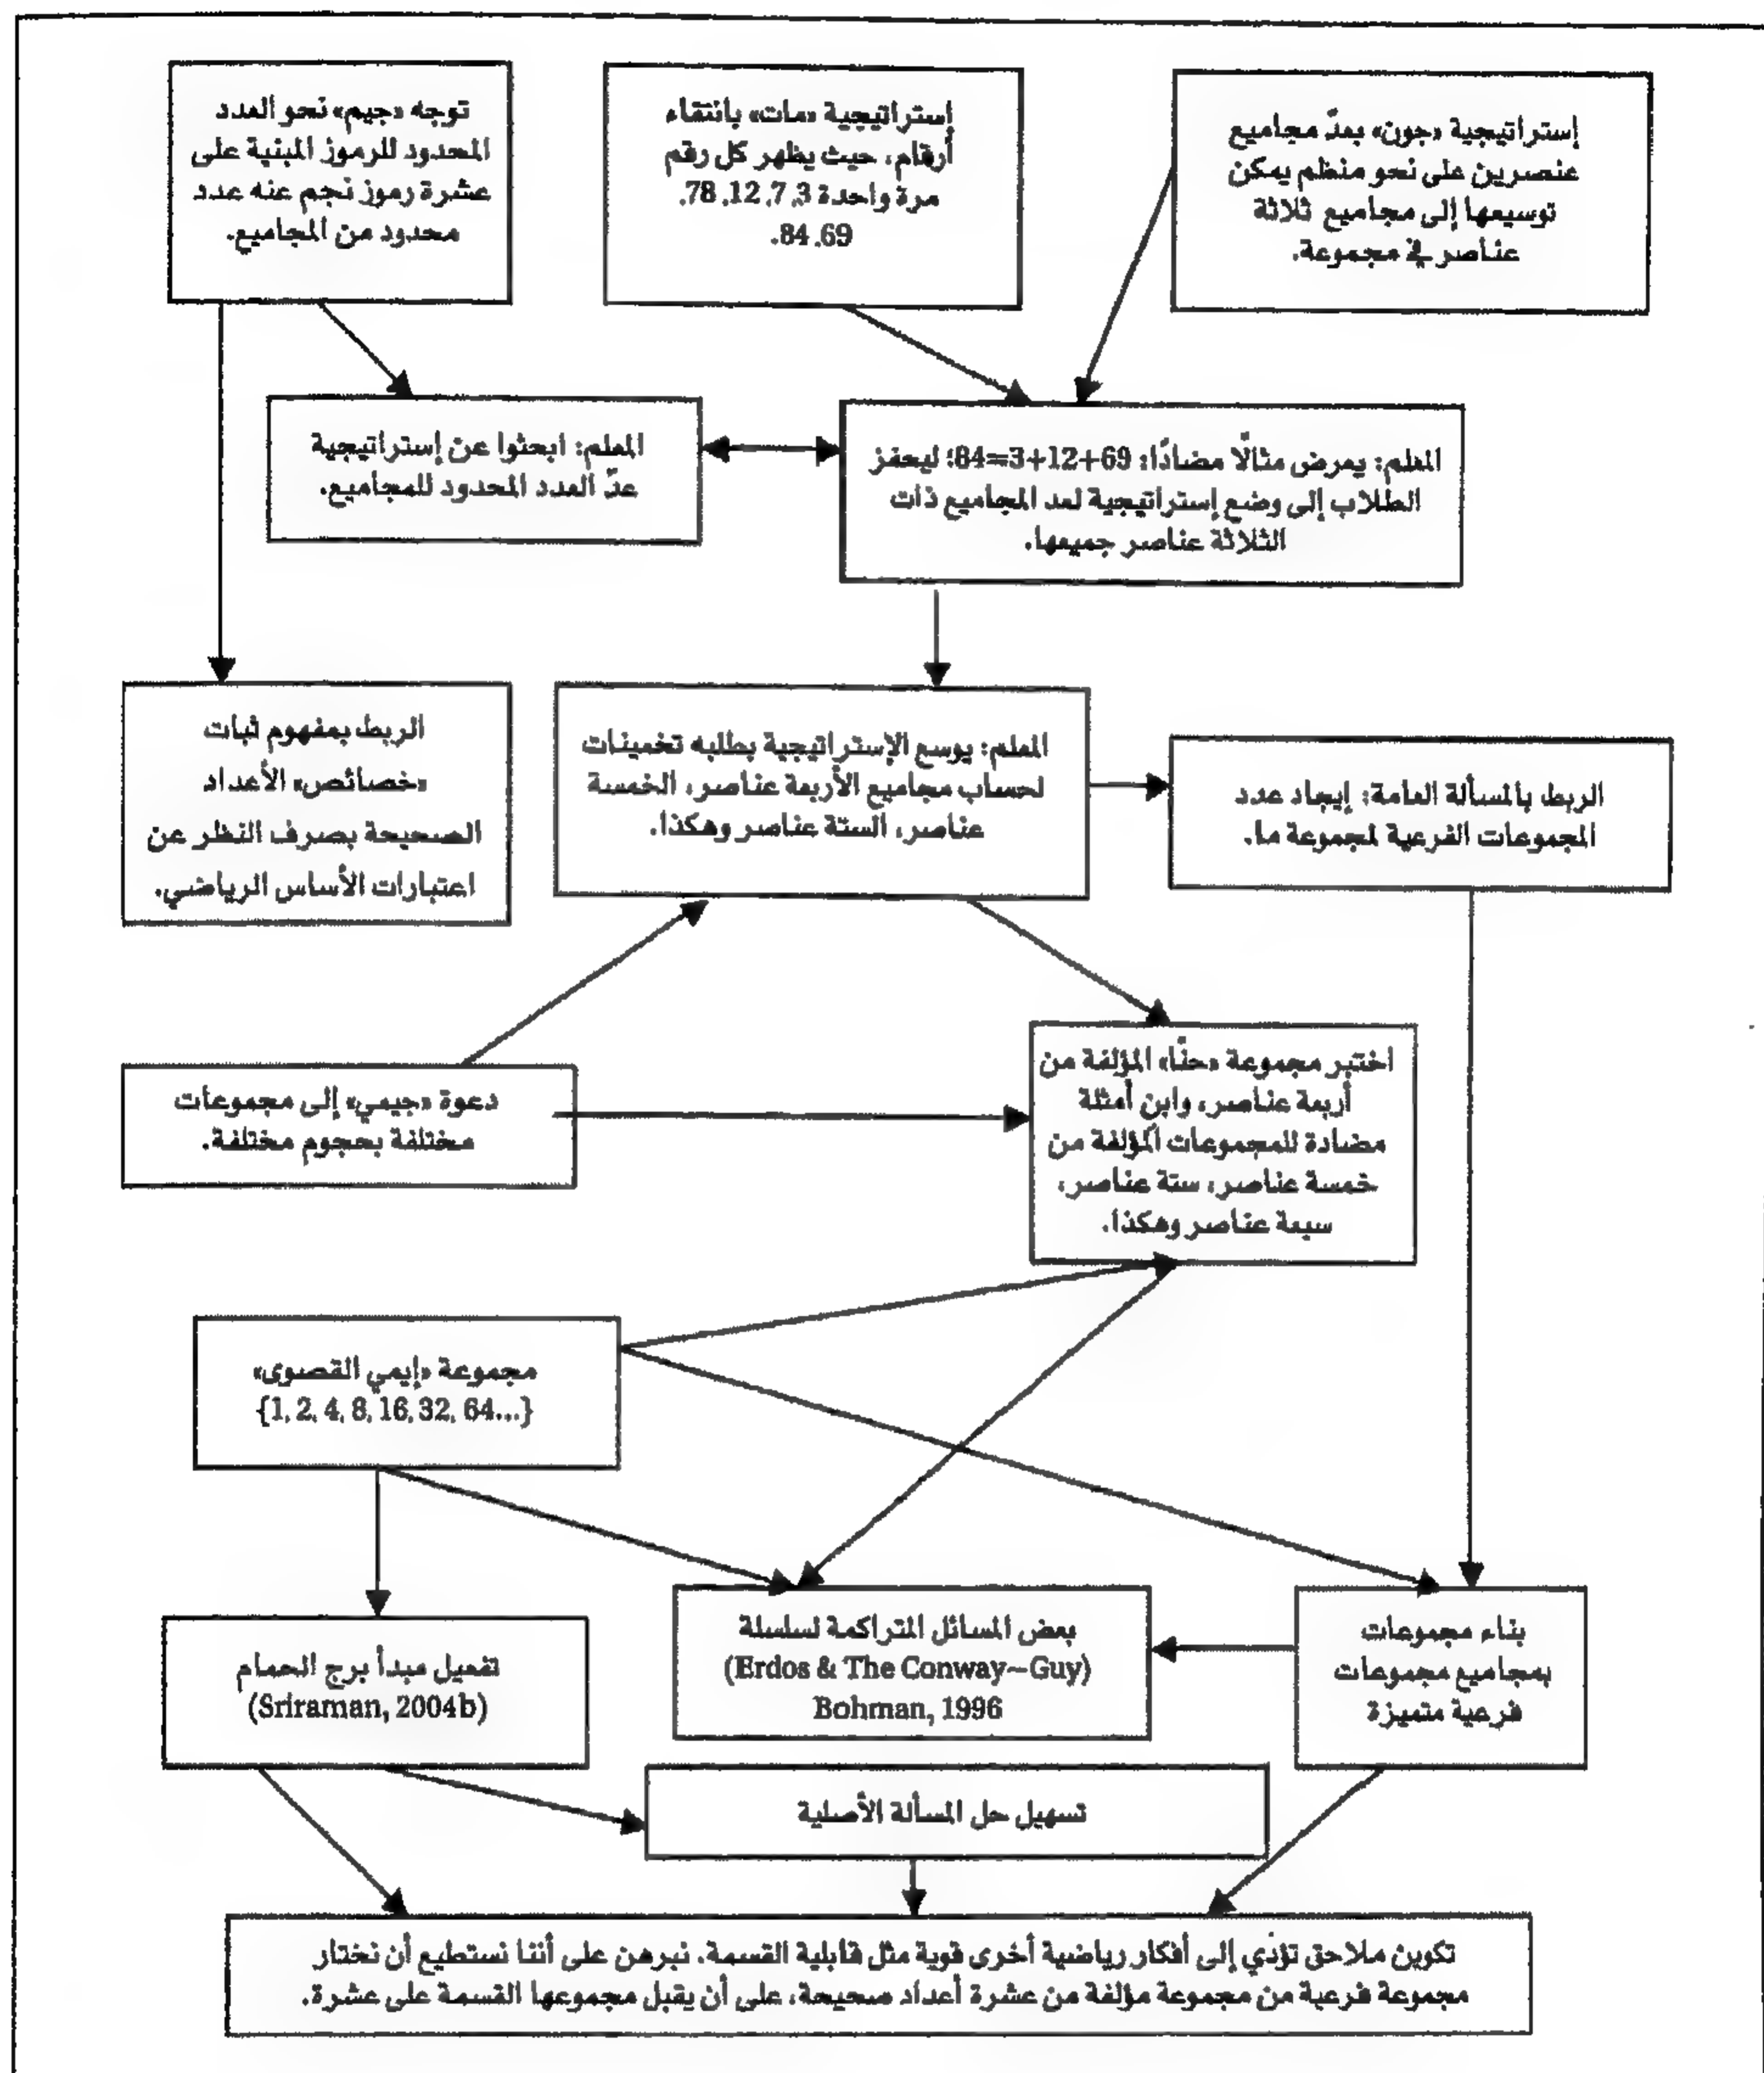 إستراتيجية «جون» بعدّ مجاميع
عنصرين على نحو منظم يمكن
توسيعها إلى مجاميع ثلاثة
عناصر في مجموعة.
إستراتيجية «مات» بانتقاء
أرقام، حيث يظهر كل رقم
مرة واحدة 3, 7, 12, 78,
69, 84.
توجه «جيم» نحو العدد
المحدود للرموز المبنية على
عشرة رموز نجم عنه عدد
محدود من المجاميع.
المعلم: يعرض مثالًا مضادًا: 69+12+3=84؛ ليحفز
الطلاب إلى وضع إستراتيجية لعد المجاميع ذات
الثلاثة عناصر جميعها.
المعلم: ابحثوا عن إستراتيجية
عدّ العدد المحدود للمجاميع.
الربط بالمسألة العامة: إيجاد عدد
المجموعات الفرعية لمجموعة ما.
المعلم: يوسع الإستراتيجية بطلبه تخمينات
لحساب مجاميع الأربعة عناصر، الخمسة
عناصر، الستة عناصر وهكذا.
الربط بمفهوم ثبات
«خصائص» الأعداد
الصحيحة بصرف النظر عن
اعتبارات الأساس الرياضي.
اختبر مجموعة «حنّا» المؤلفة من
أربعة عناصر، وابن أمثلة
مضادة للمجموعات المؤلفة من
خمسة عناصر، ستة عناصر،
سبعة عناصر وهكذا.
دعوة «جيمي» إلى مجموعات
مختلفة بحجوم مختلفة.
مجموعة «إيمي القصوى»
{1, 2, 4, 8, 16, 32, 64...}
بناء مجموعات
بمجاميع مجموعات
فرعية متميزة
بعض المسائل المتراكمة لسلسلة
(Erdos & The Conway–Guy)
Bohman, 1996
تفعيل مبدأ برج الحمام
(Sriraman, 2004b)
تسهيل حل المسألة الأصلية
تكوين ملاحق تؤدّي إلى أفكار رياضية أخرى قوية مثل قابلية القسمة. نبرهن على أننا نستطيع أن نختار
مجموعة فرعية من مجموعة مؤلفة من عشرة أعداد صحيحة، على أن يقبل مجموعها القسمة على عشرة.